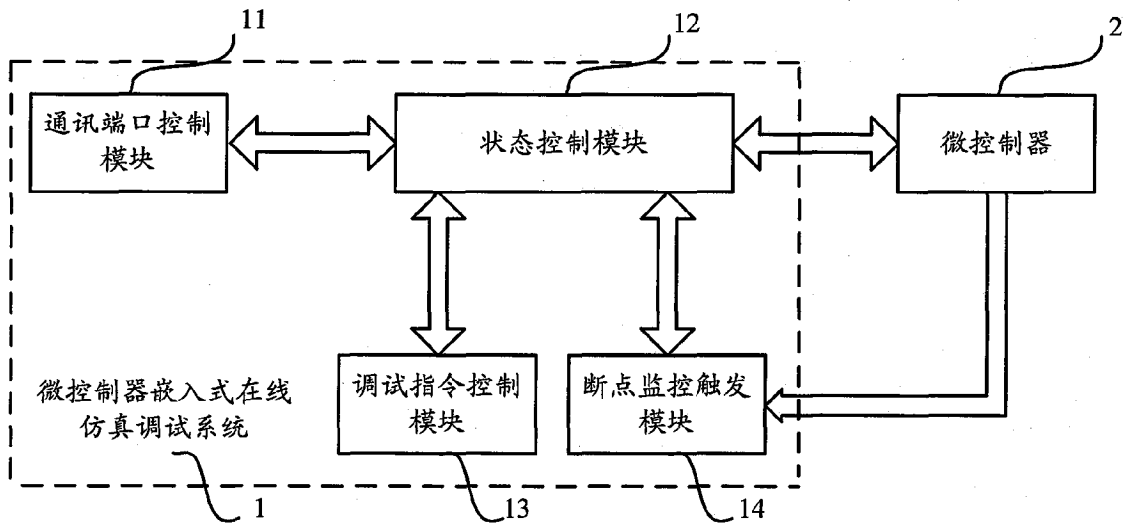 11
12
2
通讯端口控制
模块
状态控制模块
微控制器
微控制器嵌入式在线
仿真调试系统
调试指令控制
模块
断点监控触发
模块
1
13
14